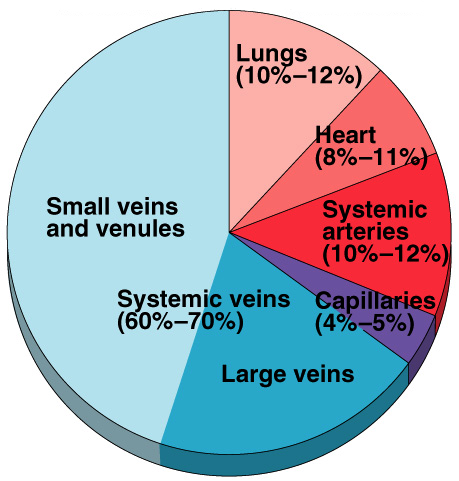 Lungs
(10%–12%)
Heart
(8%–11%)
Systemic
arteries
(10%–12%)
Small veins
and venules
Systemic veins
(60%–70%)
Capillaries
(4%–5%)
Large veins